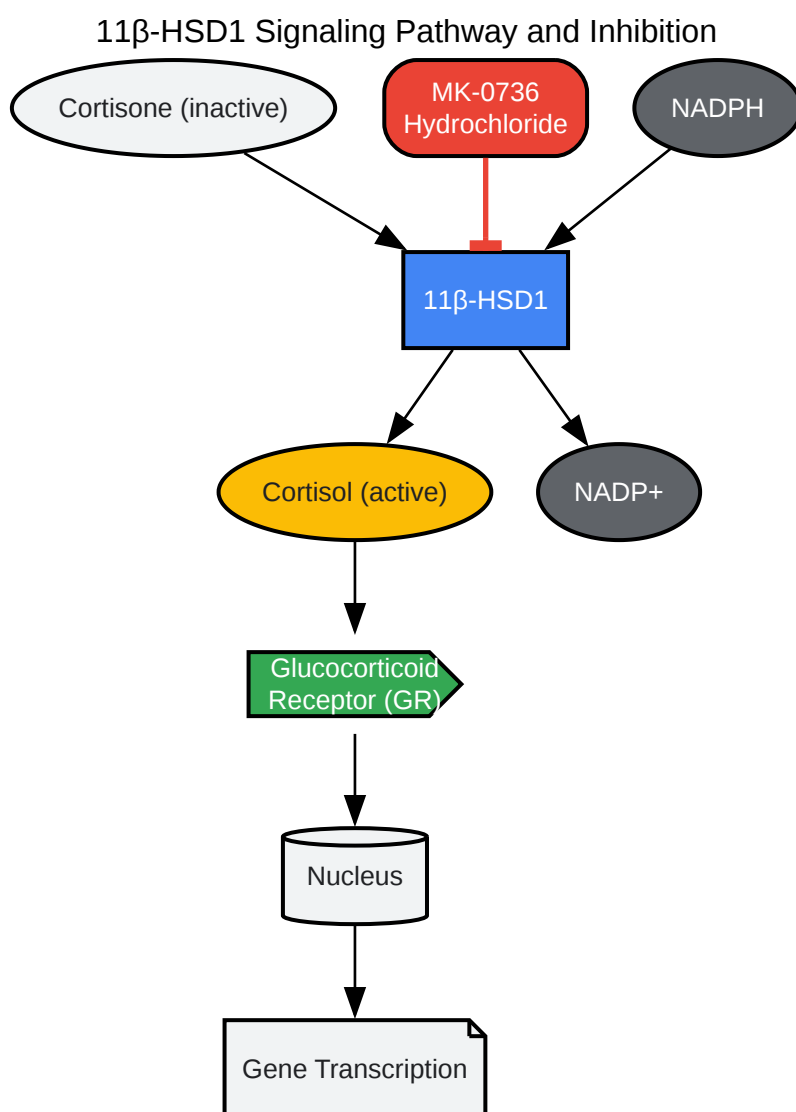 11β-HSD1 Signaling Pathway and Inhibition
Cortisone (inactive)
MK-0736
Hydrochloride
NADPH
11β-HSD1
Cortisol (active)
NADP+
Glucocorticoid
Receptor (GR)
Nucleus
Gene Transcription